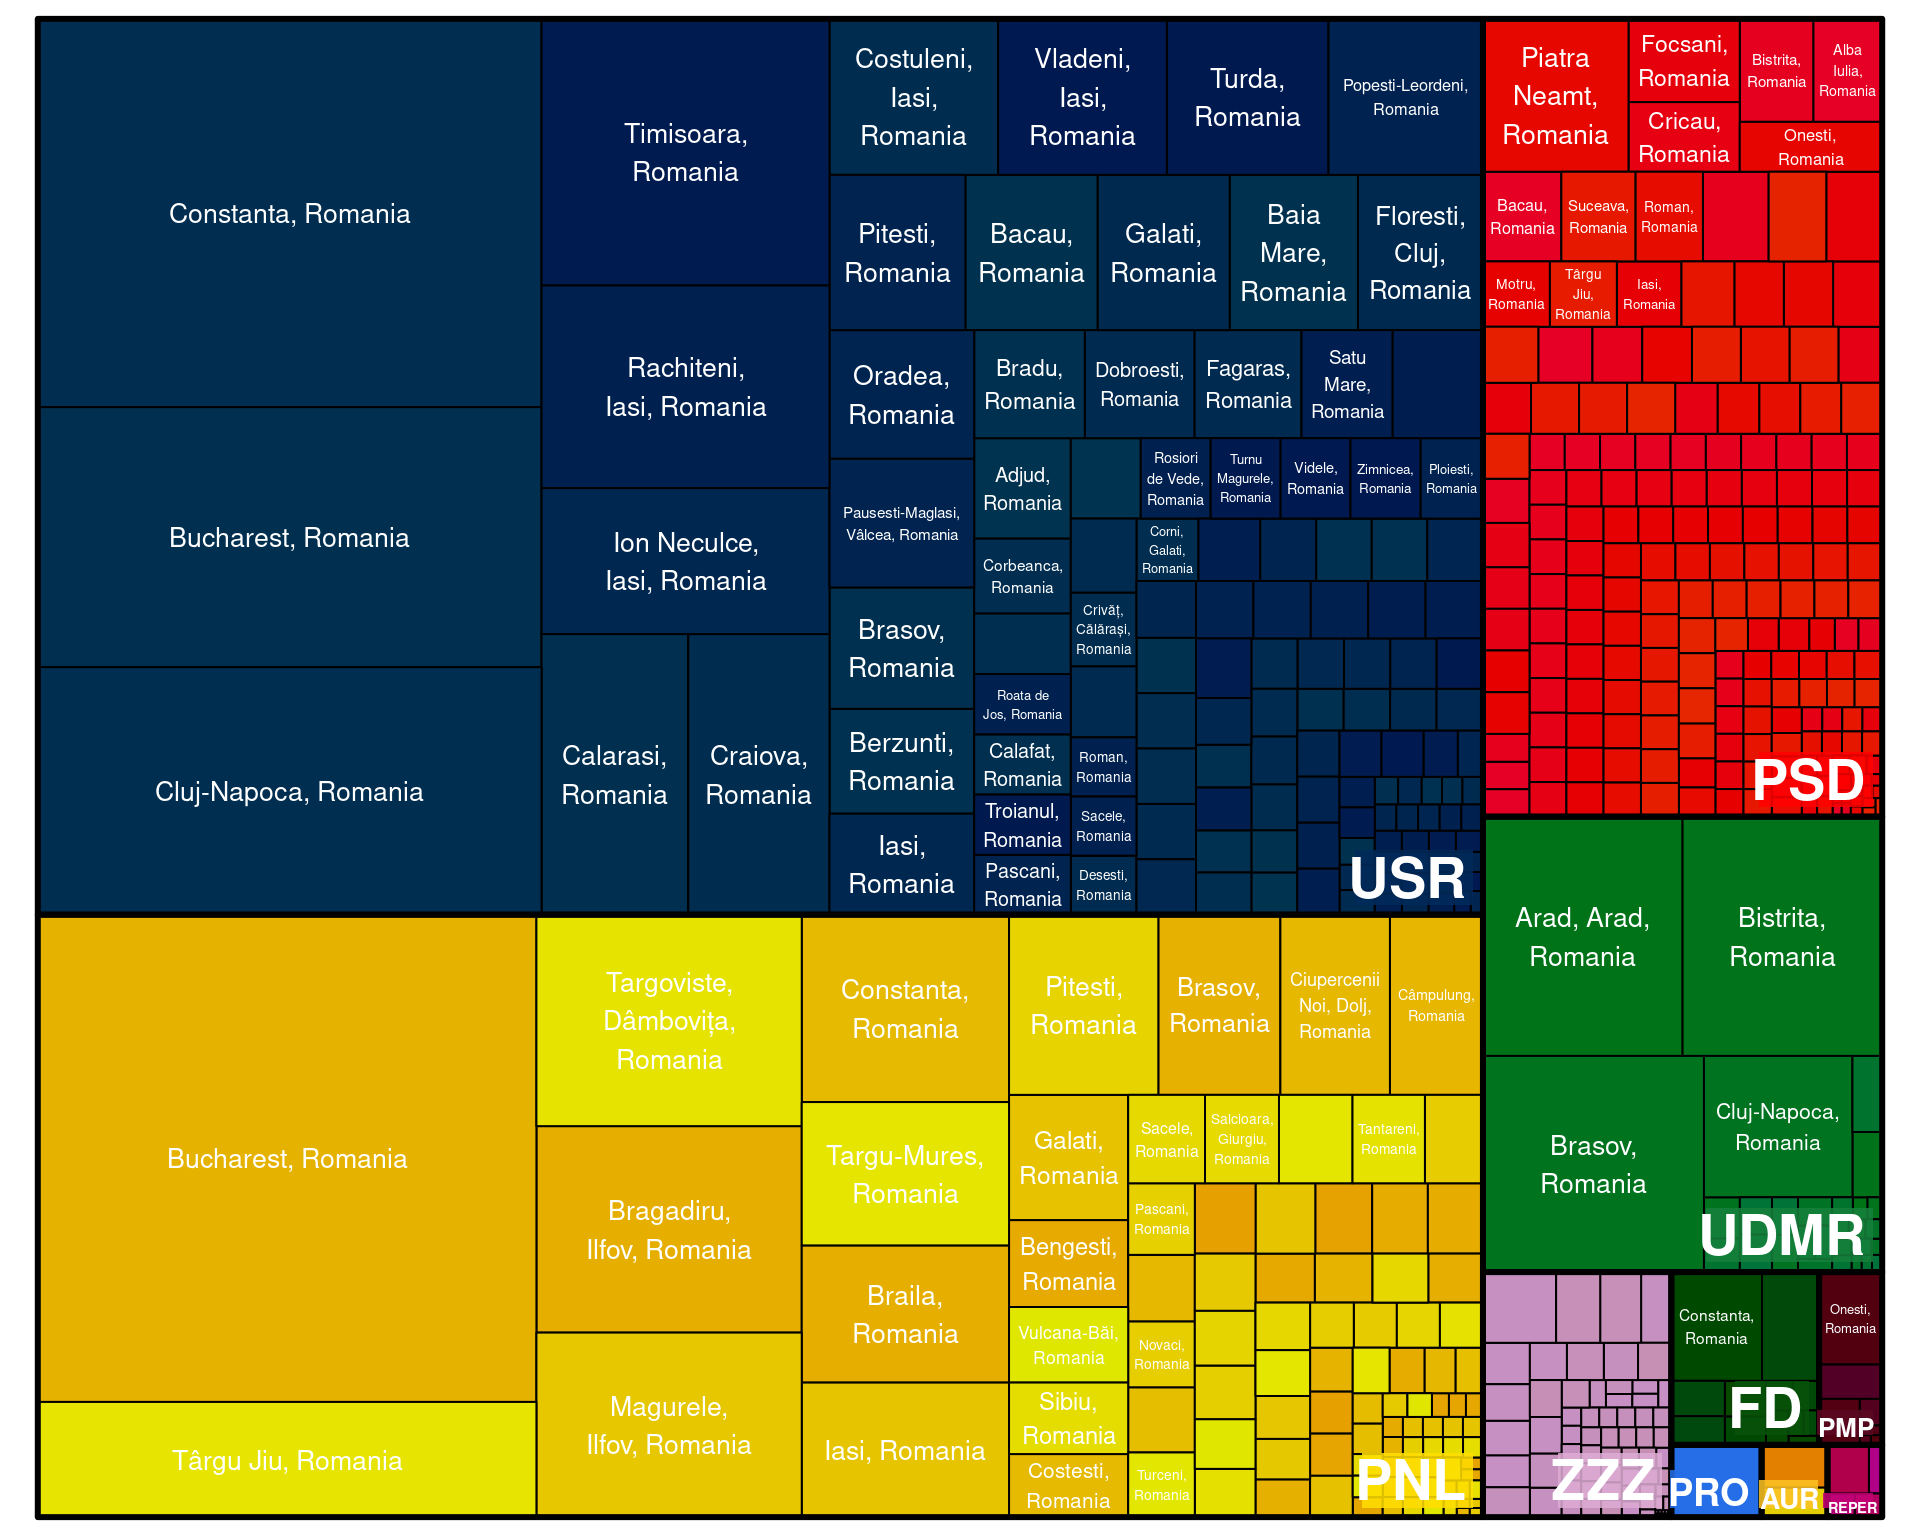 Constanta, Romania
Bucharest, Romania
Cluj-Napoca, Romania
Timisoara,
Romania
Rachiteni,
Iasi, Romania
Ion Neculce,
Iasi, Romania
Calarasi,
Romania
Craiova,
Romania
Costuleni,
Iasi,
Romania
Vladeni,
Iasi,
Romania
Turda,
Romania
Popesti-Leordeni,
Romania
Pitesti,
Romania
Bacau,
Romania
Galati,
Romania
Baia
Mare,
Romania
Floresti,
Cluj,
Romania
Oradea,
Romania
Pausesti-Maglasi,
Vâlcea, Romania
Brasov,
Romania
Berzunti,
Romania
Iasi,
Romania
Bradu,
Romania
Dobroesti,
Romania
Fagaras,
Romania
Satu
Mare,
Romania
Adjud,
Romania
Corbeanca,
Romania
Roata de
Jos, Romania
Calafat,
Romania
Troianul,
Romania
Pascani,
Romania
Rosiori
de Vede,
Romania
Turnu
Magurele,
Romania
Videle,
Romania
Zimnicea,
Romania
Ploiesti,
Romania
Corni,
Galati,
Romania
Crivăț,
Călărași,
Romania
Roman,
Romania
Sacele,
Romania
Desesti,
Romania
USR
Piatra
Neamt,
Romania
Focsani,
Romania
Cricau,
Romania
Bistrita,
Romania
Alba
Iulia,
Romania
Onesti,
Romania
Bacau,
Romania
Suceava,
Romania
Roman,
Romania
Motru,
Romania
Târgu
Jiu,
Romania
Iasi,
Romania
PSD
Bucharest, Romania
Târgu Jiu, Romania
Targoviste,
Dâmbovița,
Romania
Bragadiru,
Ilfov, Romania
Magurele,
Ilfov, Romania
Constanta,
Romania
Targu-Mures,
Romania
Braila,
Romania
Iasi, Romania
Pitesti,
Romania
Brasov,
Romania
Ciupercenii
Noi, Dolj,
Romania
Câmpulung,
Romania
Galati,
Romania
Bengesti,
Romania
Vulcana-Băi,
Romania
Sibiu,
Romania
Costesti,
Romania
Sacele,
Romania
Salcioara,
Giurgiu,
Romania
Tantareni,
Romania
Pascani,
Romania
Novaci,
Romania
Turceni,
Romania
PNL
Arad, Arad,
Romania
Bistrita,
Romania
Brasov,
Romania
Cluj-Napoca,
Romania
UDMR
ZZZ
Constanta,
Romania
FD
Onesti,
Romania
PMP
PRO
AUR
REPER